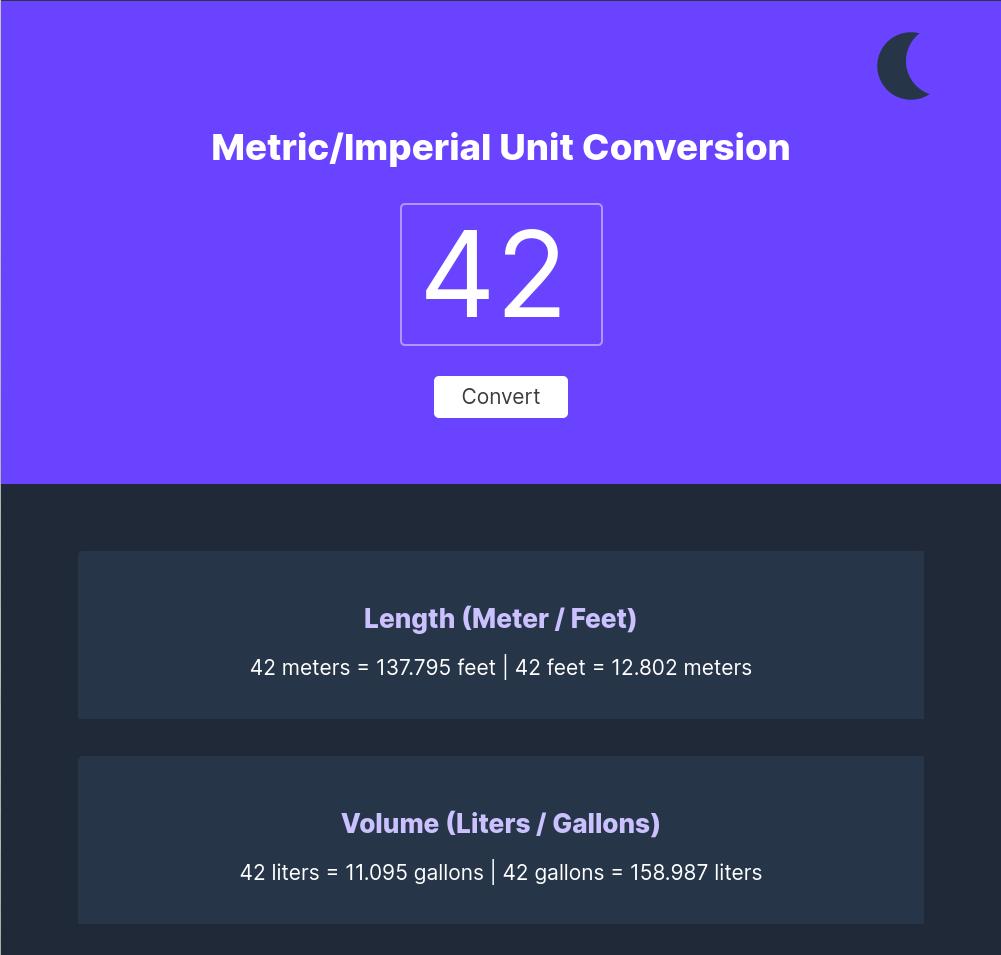 Metric/Imperial Unit Conversion
42
Convert
Length (Meter / Feet)
42 meters = 137.795 feet | 42 feet = 12.802 meters
Volume (Liters / Gallons)
42 liters = 11.095 gallons | 42 gallons = 158.987 liters